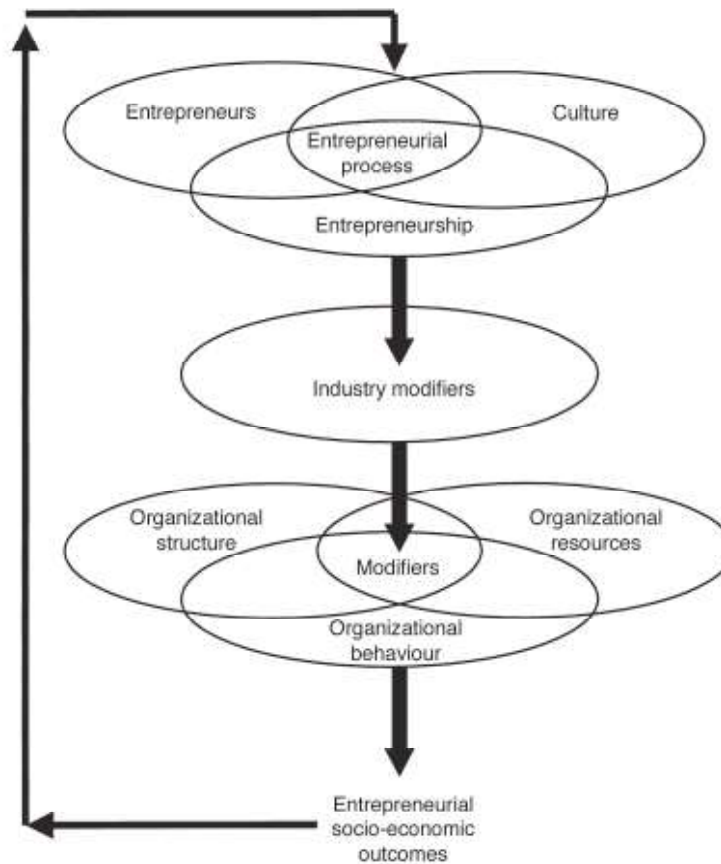 Entrepreneurs
Culture
Entrepreneurial
process
Entrepreneurship
Industry modifiers
Organizational
structure
Organizational
resources
Modifiers
Organizational
behaviour
Entrepreneurial
socio-economic
outcomes